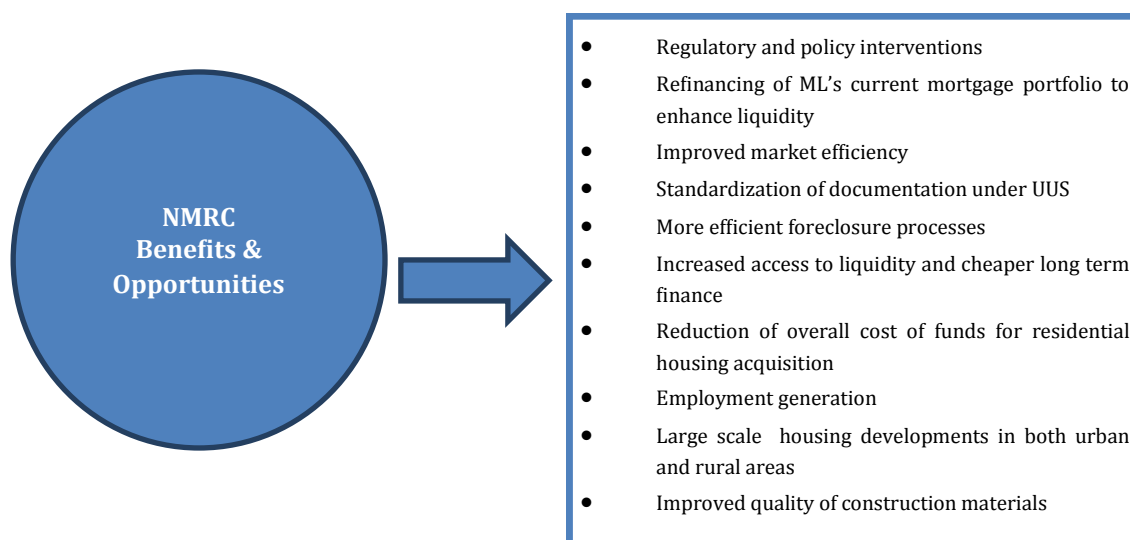 NMRC
Benefits &
Opportunities
• Regulatory and policy interventions
• Refinancing of ML’s current mortgage portfolio to
enhance liquidity
• Improved market efficiency
• Standardization of documentation under UUS
• More efficient foreclosure processes
• Increased access to liquidity and cheaper long term
finance
• Reduction of overall cost of funds for residential
housing acquisition
• Employment generation
• Large scale housing developments in both urban
and rural areas
• Improved quality of construction materials